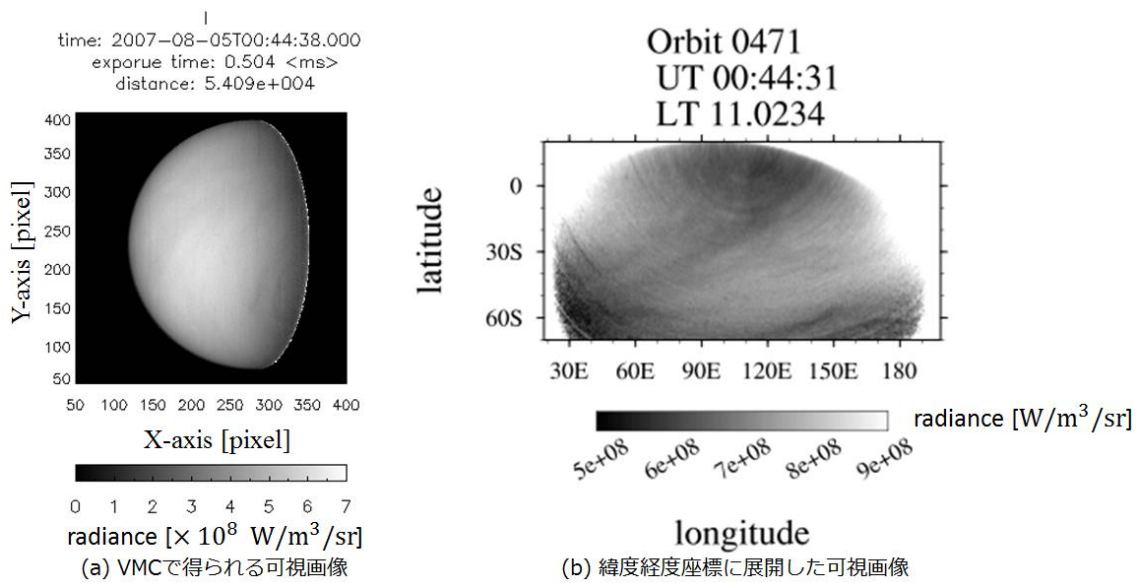 time: 2007-08-05T00:44:38.000
exporue time: 0.504 <ms>
distance: 5.409e+004
400
350
300
200
200
150
100
50
Y-axis [pixel]
50 100 150 200 250 300 350 400
X-axis [pixel]
0 1 2 3 4 5 6 7
radiance [× 10⁸ W/m³/sr]
(a) VMCで得られる可視画像
Orbit 0471
UT 00:44:31
LT 11.0234
latitude
0
30S
60S
30E 60E 90E 120E 150E 180
5e+08 6e+08 7e+08 8e+08 9e+08
radiance [W/m³/sr]
longitude
(b) 緯度経度座標に展開した可視画像